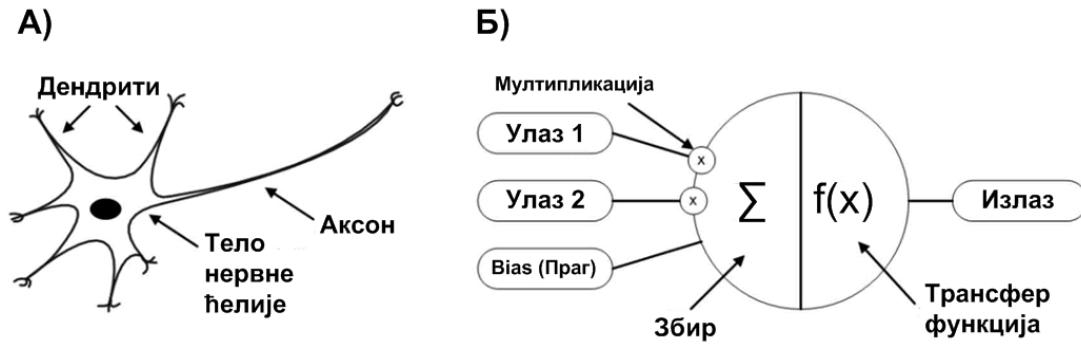 А)
Дендрити
Аксон
Тело
нервне
ћелије
Б)
Мултипликација
Улаз 1
x
Улаз 2
x
Bias (Праг)
Σ
f(x)
Излаз
Збир
Трансфер
функција